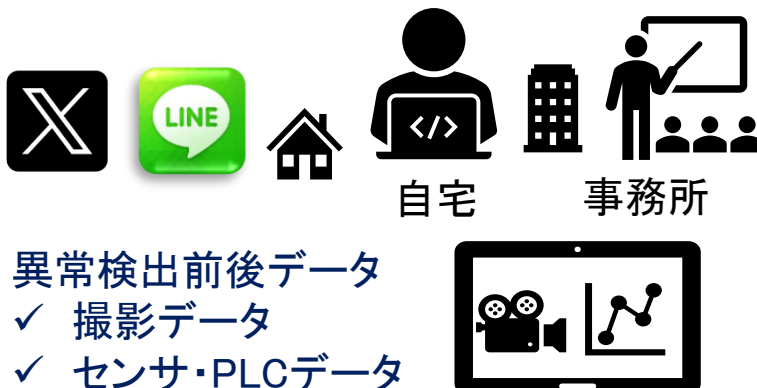 X
LINE
</>
自宅
事務所
異常検出前後データ
✓ 撮影データ
✓ センサ・PLCデータ